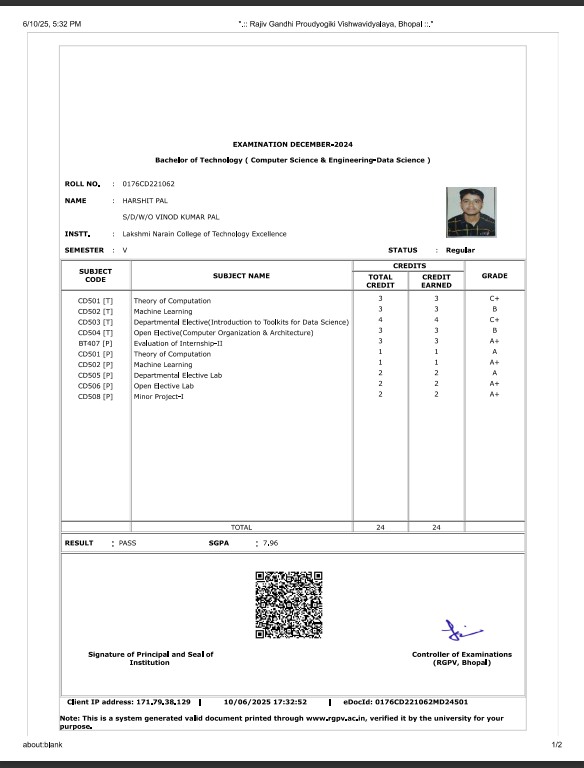 6/10/25, 5:32 PM ".:: Rajiv Gandhi Proudyogiki Vishwavidyalaya, Bhopal ::."
EXAMINATION DECEMBER-2024
Bachelor of Technology ( Computer Science & Engineering-Data Science )
ROLL NO. : 0176CD221062
NAME : HARSHIT PAL
S/D/W/O VINOD KUMAR PAL
INSTT. : Lakshmi Narain College of Technology Excellence
SEMESTER : V STATUS : Regular
SUBJECT CODE SUBJECT NAME CREDITS TOTAL CREDIT CREDIT EARNED GRADE
CD501 [T] Theory of Computation 3 3 C+
CD502 [T] Machine Learning 3 3 B
CD503 [T] Departmental Elective(Introduction to Toolkits for Data Science) 4 4 C+
CD504 [T] Open Elective(Computer Organization & Architecture) 3 3 B
BT407 [P] Evaluation of Internship-II 3 3 A+
CD501 [P] Theory of Computation 1 1 A
CD502 [P] Machine Learning 1 1 A+
CD505 [P] Departmental Elective Lab 2 2 A
CD506 [P] Open Elective Lab 2 2 A+
CD508 [P] Minor Project-I 2 2 A+
TOTAL 24 24
RESULT : PASS SGPA : 7.96
Signature of Principal and Seal of Institution
Controller of Examinations
(RGPV, Bhopal)
Client IP address: 171.79.38.129 | 10/06/2025 17:32:52 | eDocId: 0176CD221062MD24501
Note: This is a system generated valid document printed through www.rgpv.ac.in, verified it by the university for your
purpose.
about:blank 1/2